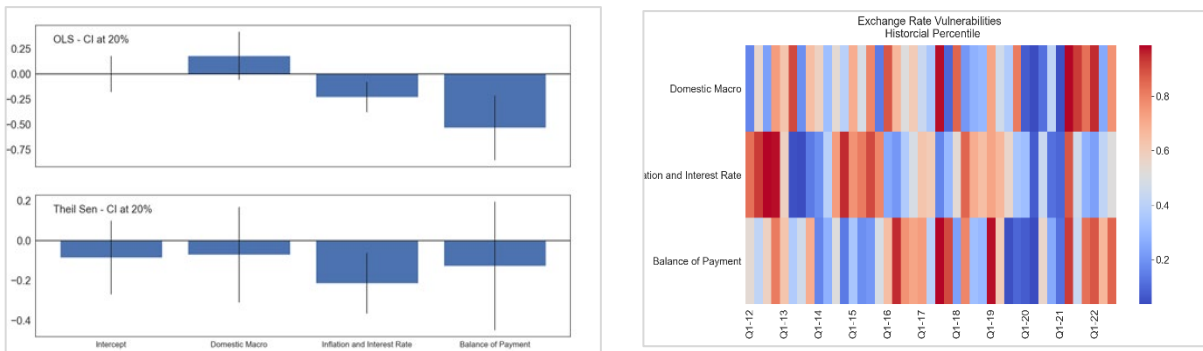 OLS - CI at 20%
0.25
0.00
−0.25
−0.50
−0.75
Theil Sen - CI at 20%
0.2
0.0
−0.2
−0.4
Intercept
Domestic Macro
Inflation and Interest Rate
Balance of Payment
Exchange Rate Vulnerabilities
Historcial Percentile
Domestic Macro
ation and Interest Rate
Balance of Payment
Q1-12
Q1-13
Q1-14
Q1-15
Q1-16
Q1-17
Q1-18
Q1-19
Q1-20
Q1-21
Q1-22
0.8
0.6
0.4
0.2